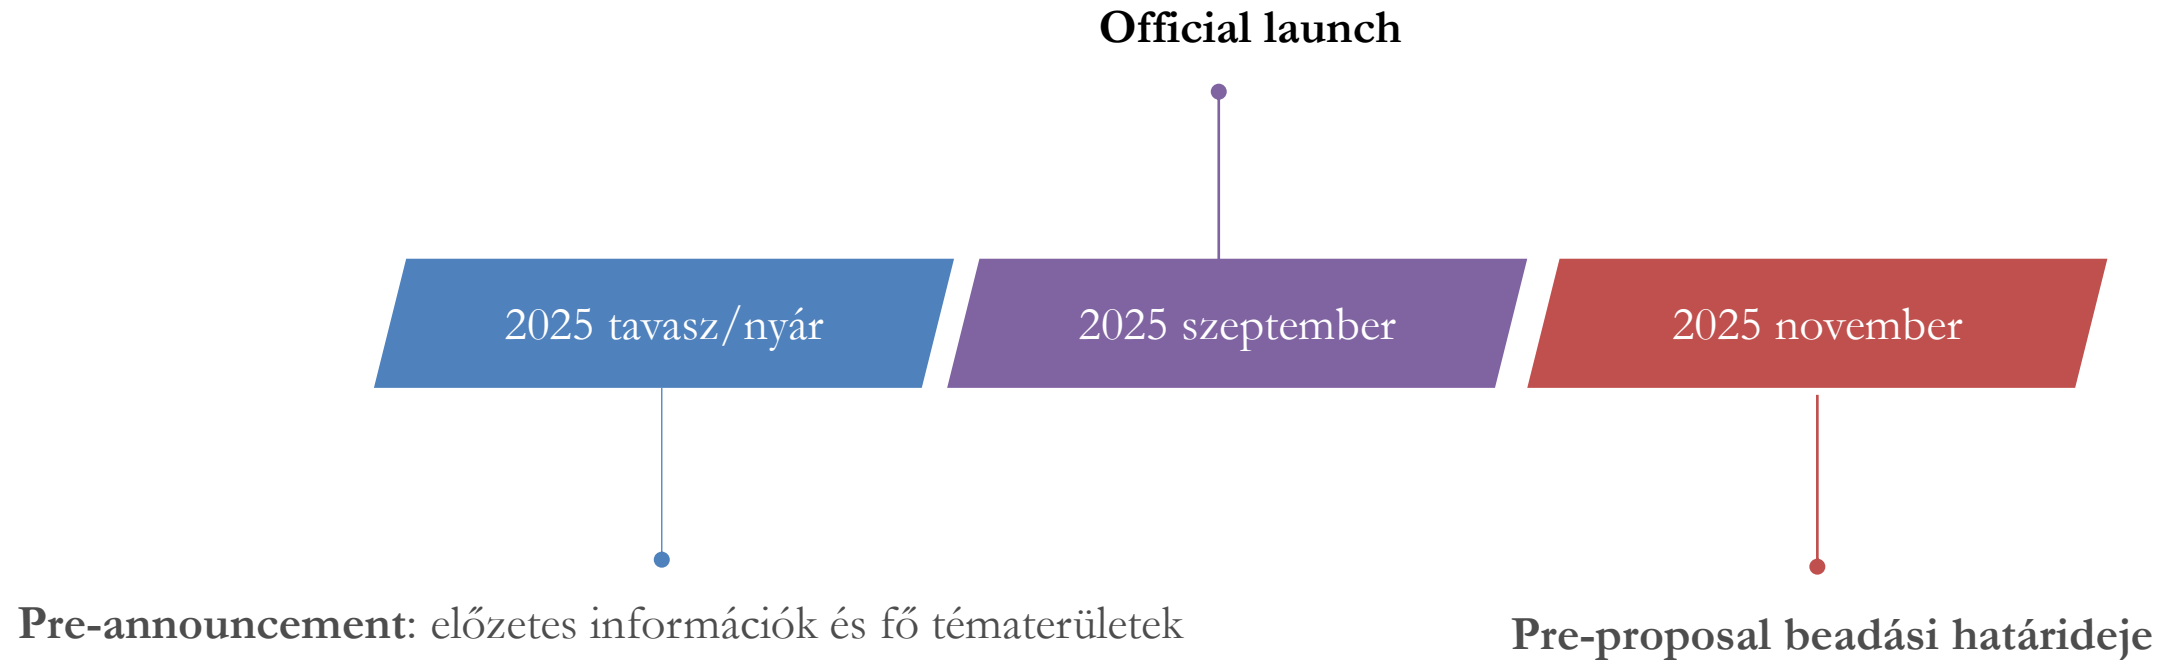 Official launch
2025 tavasz/nyár
2025 szeptember
2025 november
Pre-announcement: előzetes információk és fő tématerületek
Pre-proposal beadási határideje